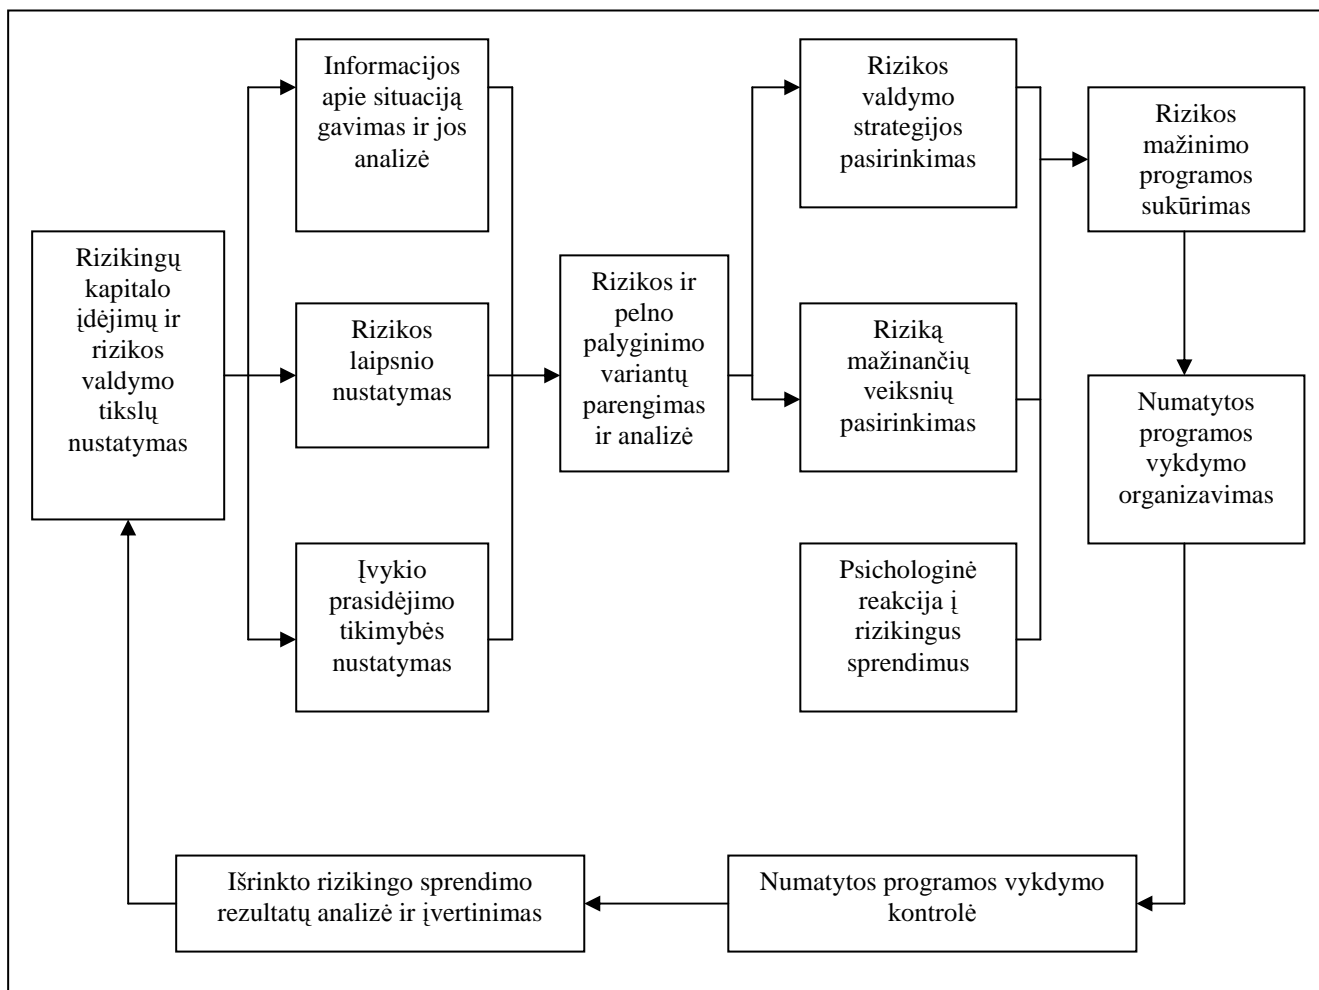 Rizikingų
kapitalo
įdėjimų ir
rizikos
valdymo
tikslų
nustatymas
Informacijos
apie situaciją
gavimas ir jos
analizė
Rizikos
laipsnio
nustatymas
Įvykio
prasidėjimo
tikimybės
nustatymas
Rizikos ir
pelno
palyginimo
variantų
parengimas
ir analizė
Rizikos
valdymo
strategijos
pasirinkimas
Riziką
mažinančių
veiksnių
pasirinkimas
Psichologinė
reakcija į
rizikingus
sprendimus
Rizikos
mažinimo
programos
sukūrimas
Numatytos
programos
vykdymo
organizavimas
Numatytos programos vykdymo
kontrolė
Išrinkto rizikingo sprendimo
rezultatų analizė ir įvertinimas